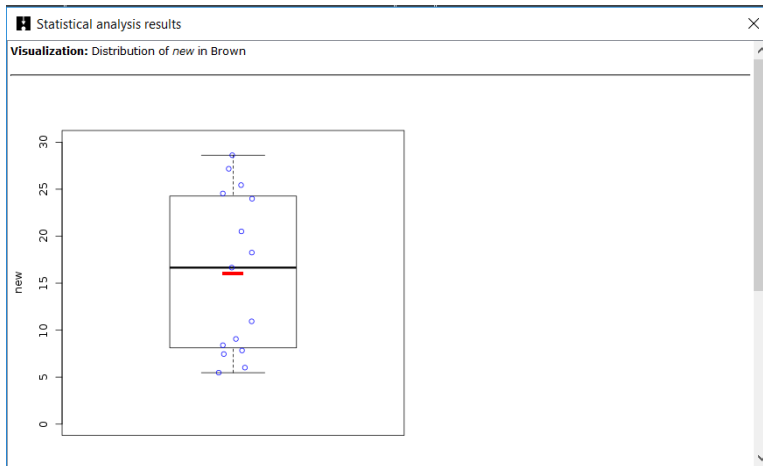 Statistical analysis results
Visualization: Distribution of new in Brown
30
25
20
15
10
5
0
new